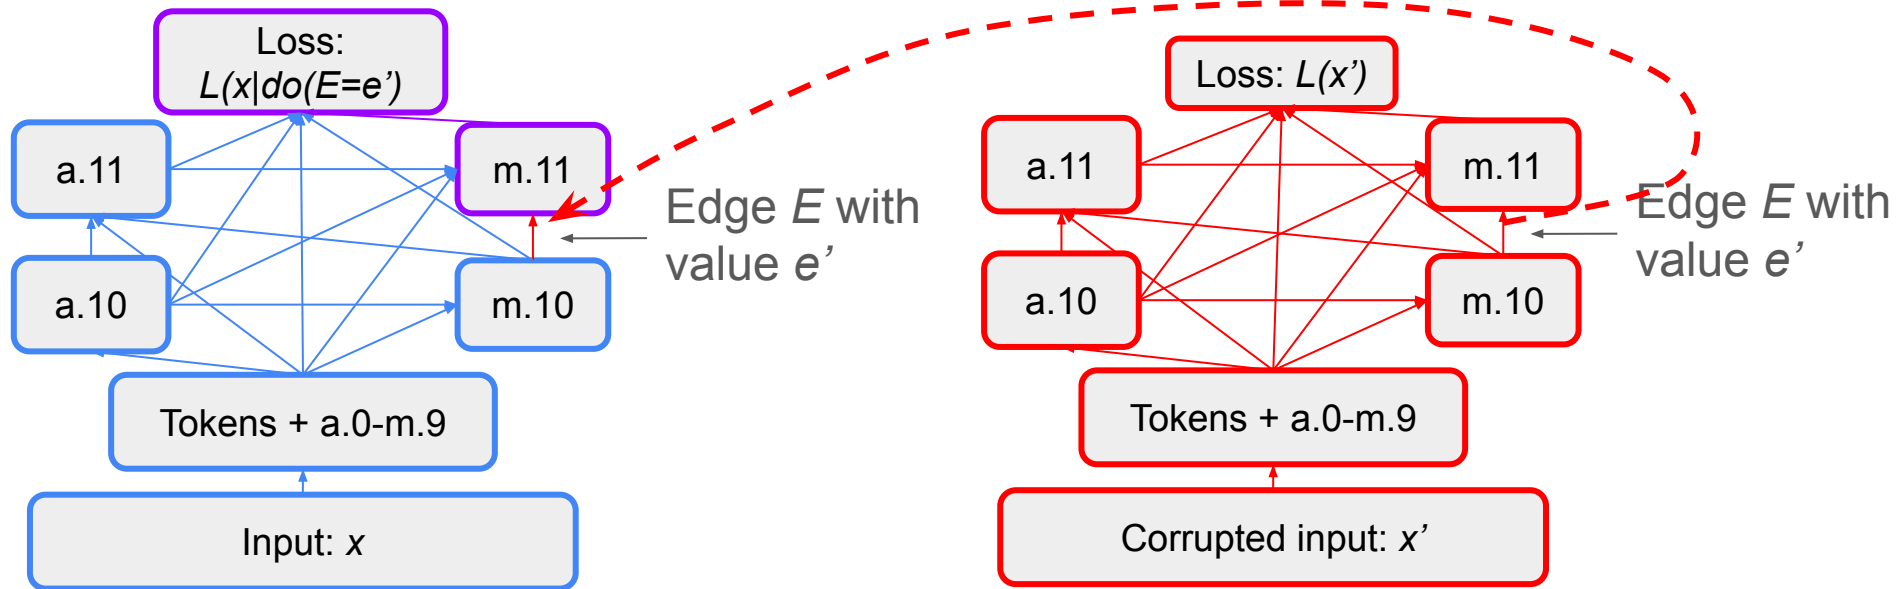 Loss:
L(x|do(E=e’)
a.11
m.11
Edge E with
value e’
a.10
m.10
Tokens + a.0-m.9
Input: x
Loss: L(x’)
a.11
m.11
Edge E with
value e’
a.10
m.10
Tokens + a.0-m.9
Corrupted input: x’